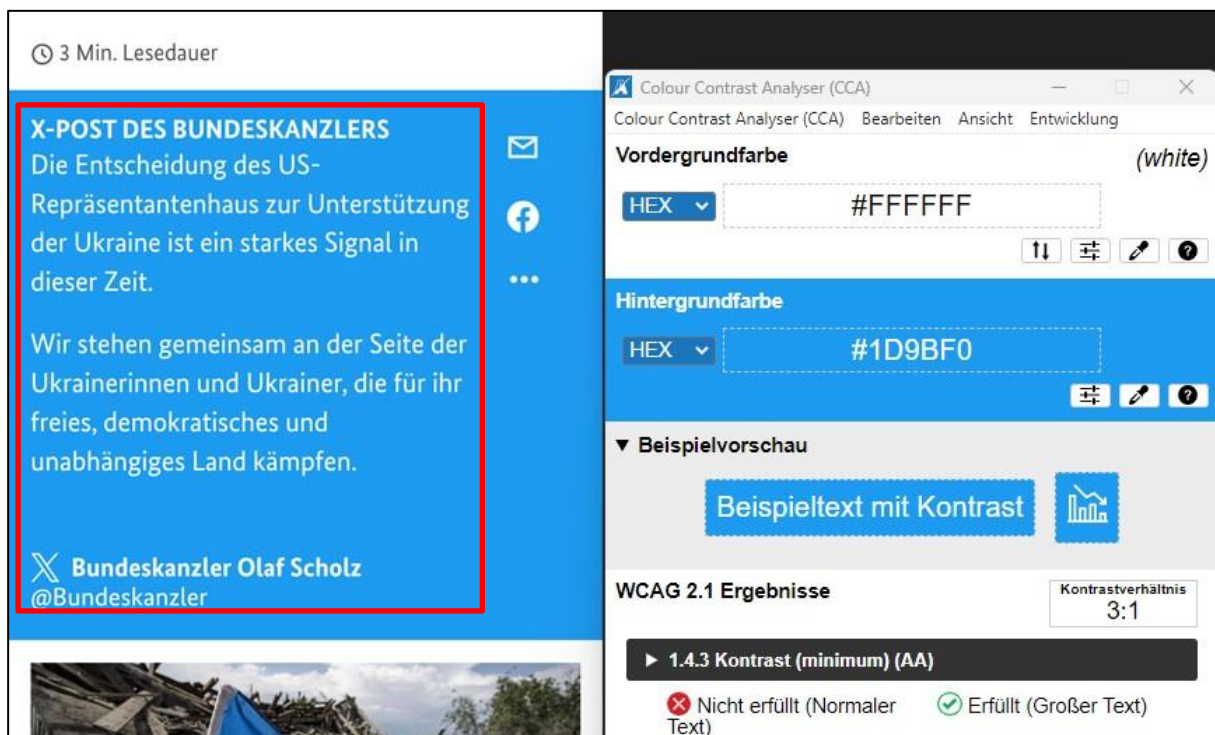 3 Min. Lesedauer
X-POST DES BUNDESKANZLERS
Die Entscheidung des US-
Repräsentantenhaus zur Unterstützung
der Ukraine ist ein starkes Signal in
dieser Zeit.
Wir stehen gemeinsam an der Seite der
Ukrainerinnen und Ukrainer, die für ihr
freies, demokratisches und
unabhängiges Land kämpfen.
Bundeskanzler Olaf Scholz
@Bundeskanzler
Colour Contrast Analyser (CCA)
Colour Contrast Analyser (CCA) Bearbeiten Ansicht Entwicklung
Vordergrundfarbe (white)
HEX #FFFFFF
Hintergrundfarbe
HEX #1D9BF0
▼ Beispielvorschau
Beispieltext mit Kontrast
WCAG 2.1 Ergebnisse
Kontrastverhältnis
3:1
▶ 1.4.3 Kontrast (minimum) (AA)
Nicht erfüllt (Normaler
Text)
Erfüllt (Großer Text)